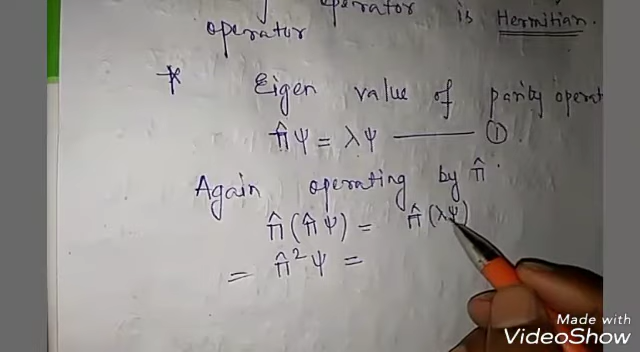 operator is Hermitian.
operator
* Eigen value of parity operat
π̂ψ = λψ ——— ①
Again operating by π̂.
π̂(π̂ψ) = π̂(λψ)
= π̂²ψ =
Made with
VideoShow